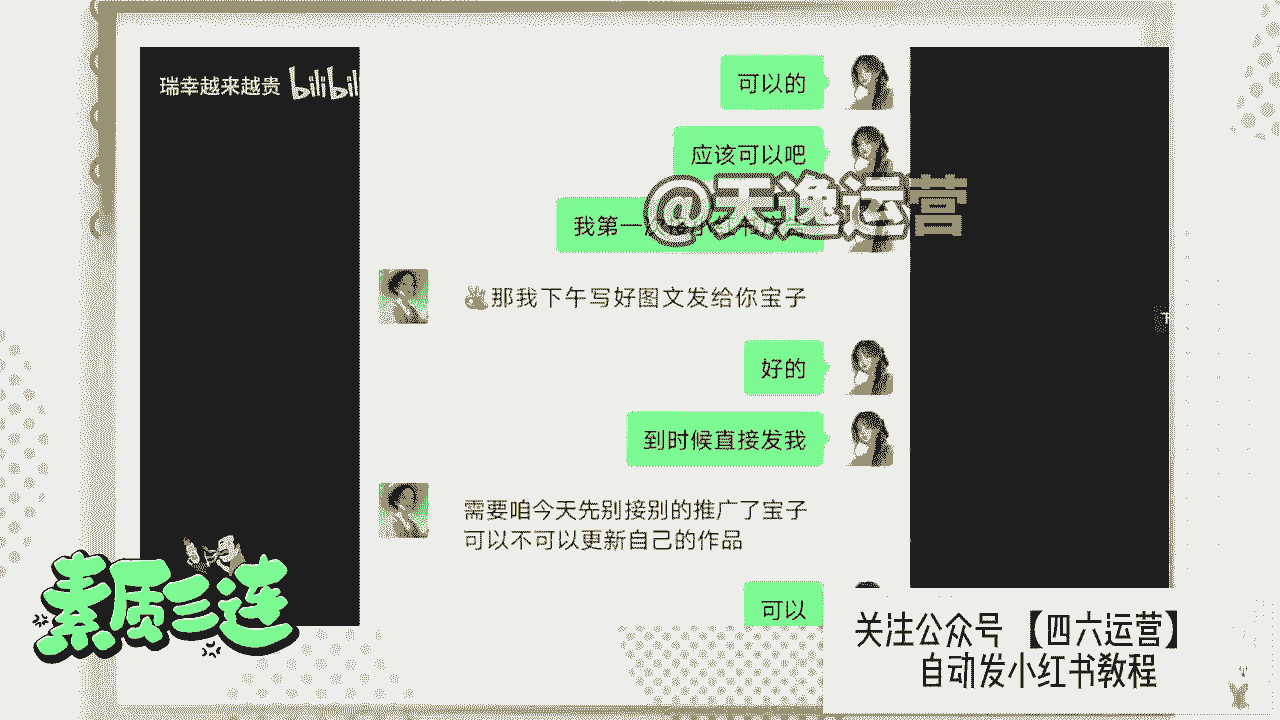 瑞幸越来越贵 bilibili
可以的
应该可以吧
@天逸运营
我第一
那我下午写好图文发给你宝子
好的
到时候直接发我
需要咱今天先别接别的推广了宝子
可以不可以更新自己的作品
可以
素质三连
关注公众号【四六运营】
自动发小红书教程